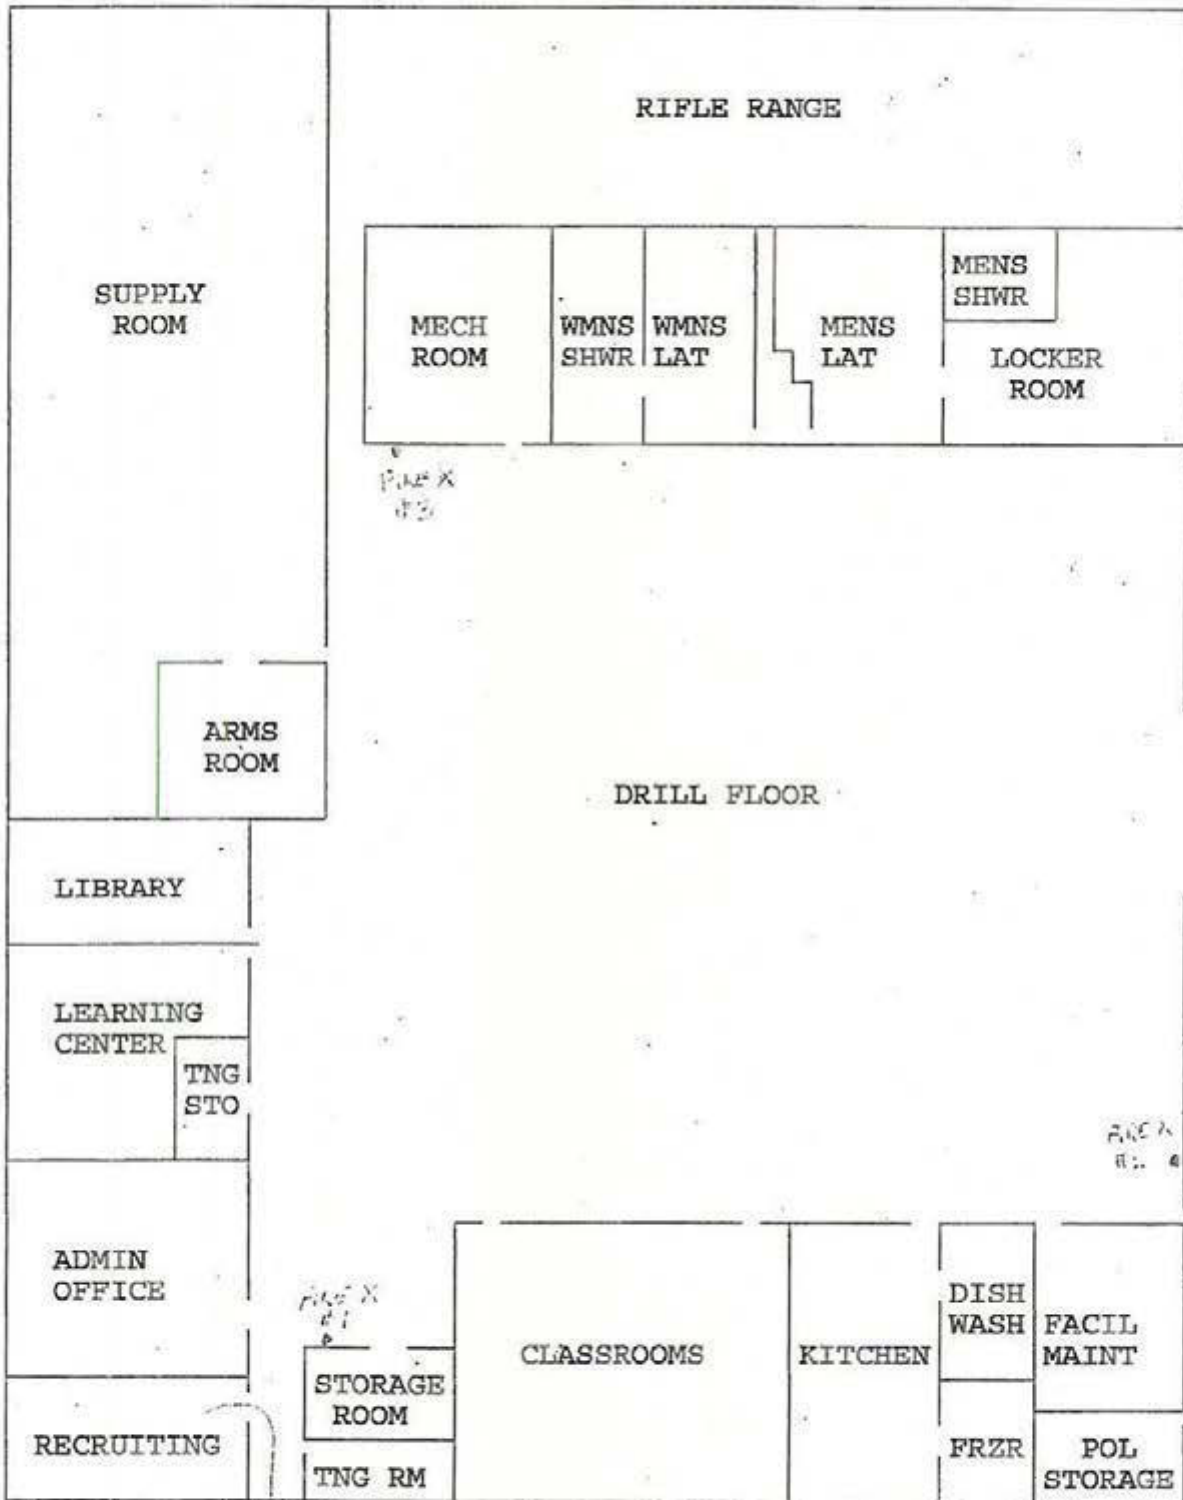 RIFLE RANGE
SUPPLY
ROOM
MECH
ROOM
WMNS
SHWR
WMNS
LAT
MENS
LAT
MENS
SHWR
LOCKER
ROOM
ARMS
ROOM
DRILL FLOOR
LIBRARY
LEARNING
CENTER
TNG
STO
ADMIN
OFFICE
RECRUITING
STORAGE
ROOM
TNG RM
CLASSROOMS
KITCHEN
DISH
WASH
FACIL
MAINT
FRZR
POL
STORAGE